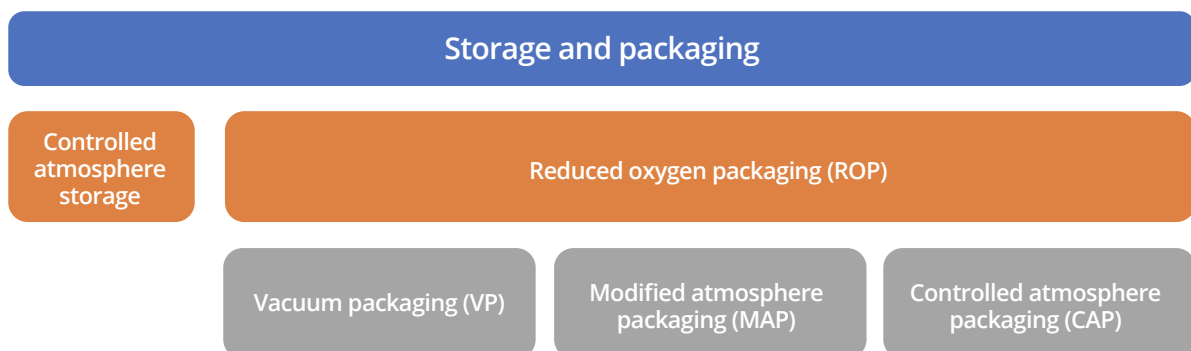 Storage and packaging
Controlled
atmosphere
storage
Reduced oxygen packaging (ROP)
Vacuum packaging (VP)
Modified atmosphere
packaging (MAP)
Controlled atmosphere
packaging (CAP)